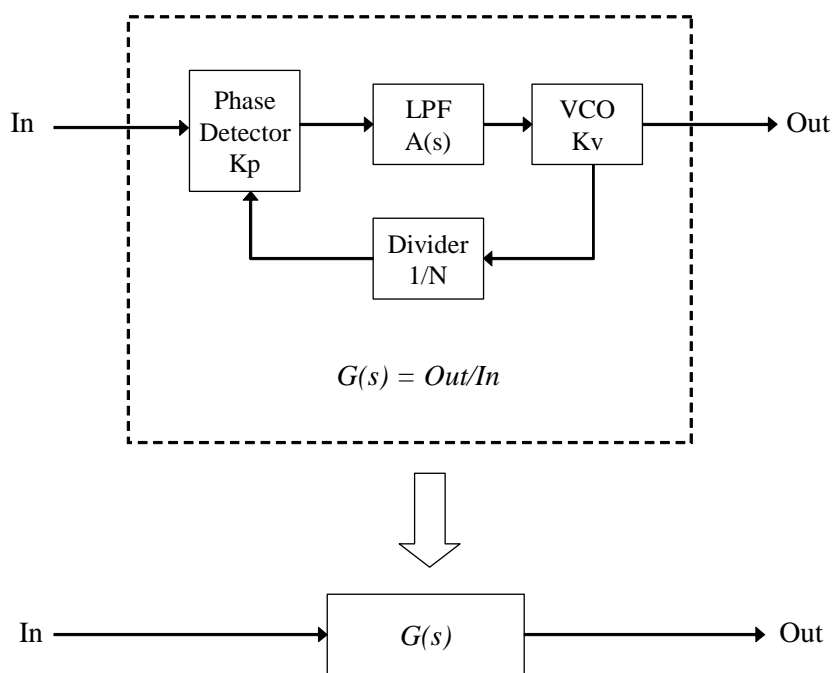 In
Phase
Detector
Kp
LPF
A(s)
VCO
Kv
Out
Divider
1/N
G(s) = Out/In
In
G(s)
Out